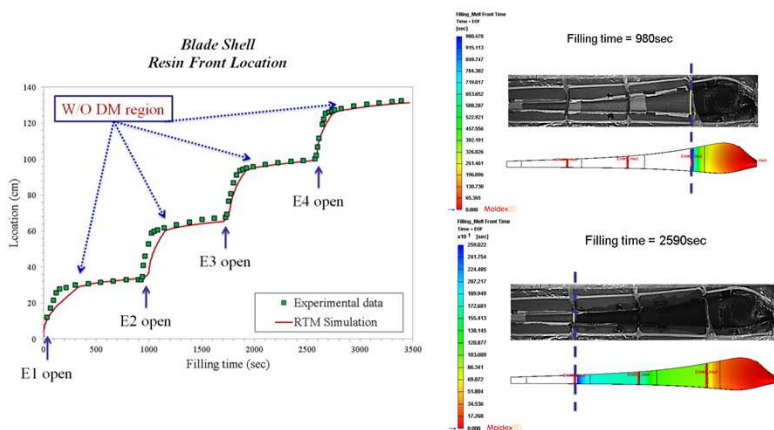 Blade Shell
Resin Front Location
140
120
100
80
60
40
20
0
Lcoation (cm)
W/O DM region
E1 open
E2 open
E3 open
E4 open
Experimental data
RTM Simulation
0
500
1000
1500
2000
2500
3000
3500
Filling time (sec)
Filling_Melt Front Time
Time = EOF
[sec]
980.478
915.113
849.747
784.382
719.017
653.652
588.287
522.921
457.556
392.191
326.826
261.461
196.096
130.730
65.365
0.000
Moldex3D
Filling time = 980sec
Filling_Melt Front Time
Time = EOF
x10^1 [sec]
259.022
241.754
224.486
207.217
189.949
172.681
155.413
138.145
120.877
103.609
86.341
69.072
51.804
34.536
17.268
0.000
Moldex3D
Filling time = 2590sec